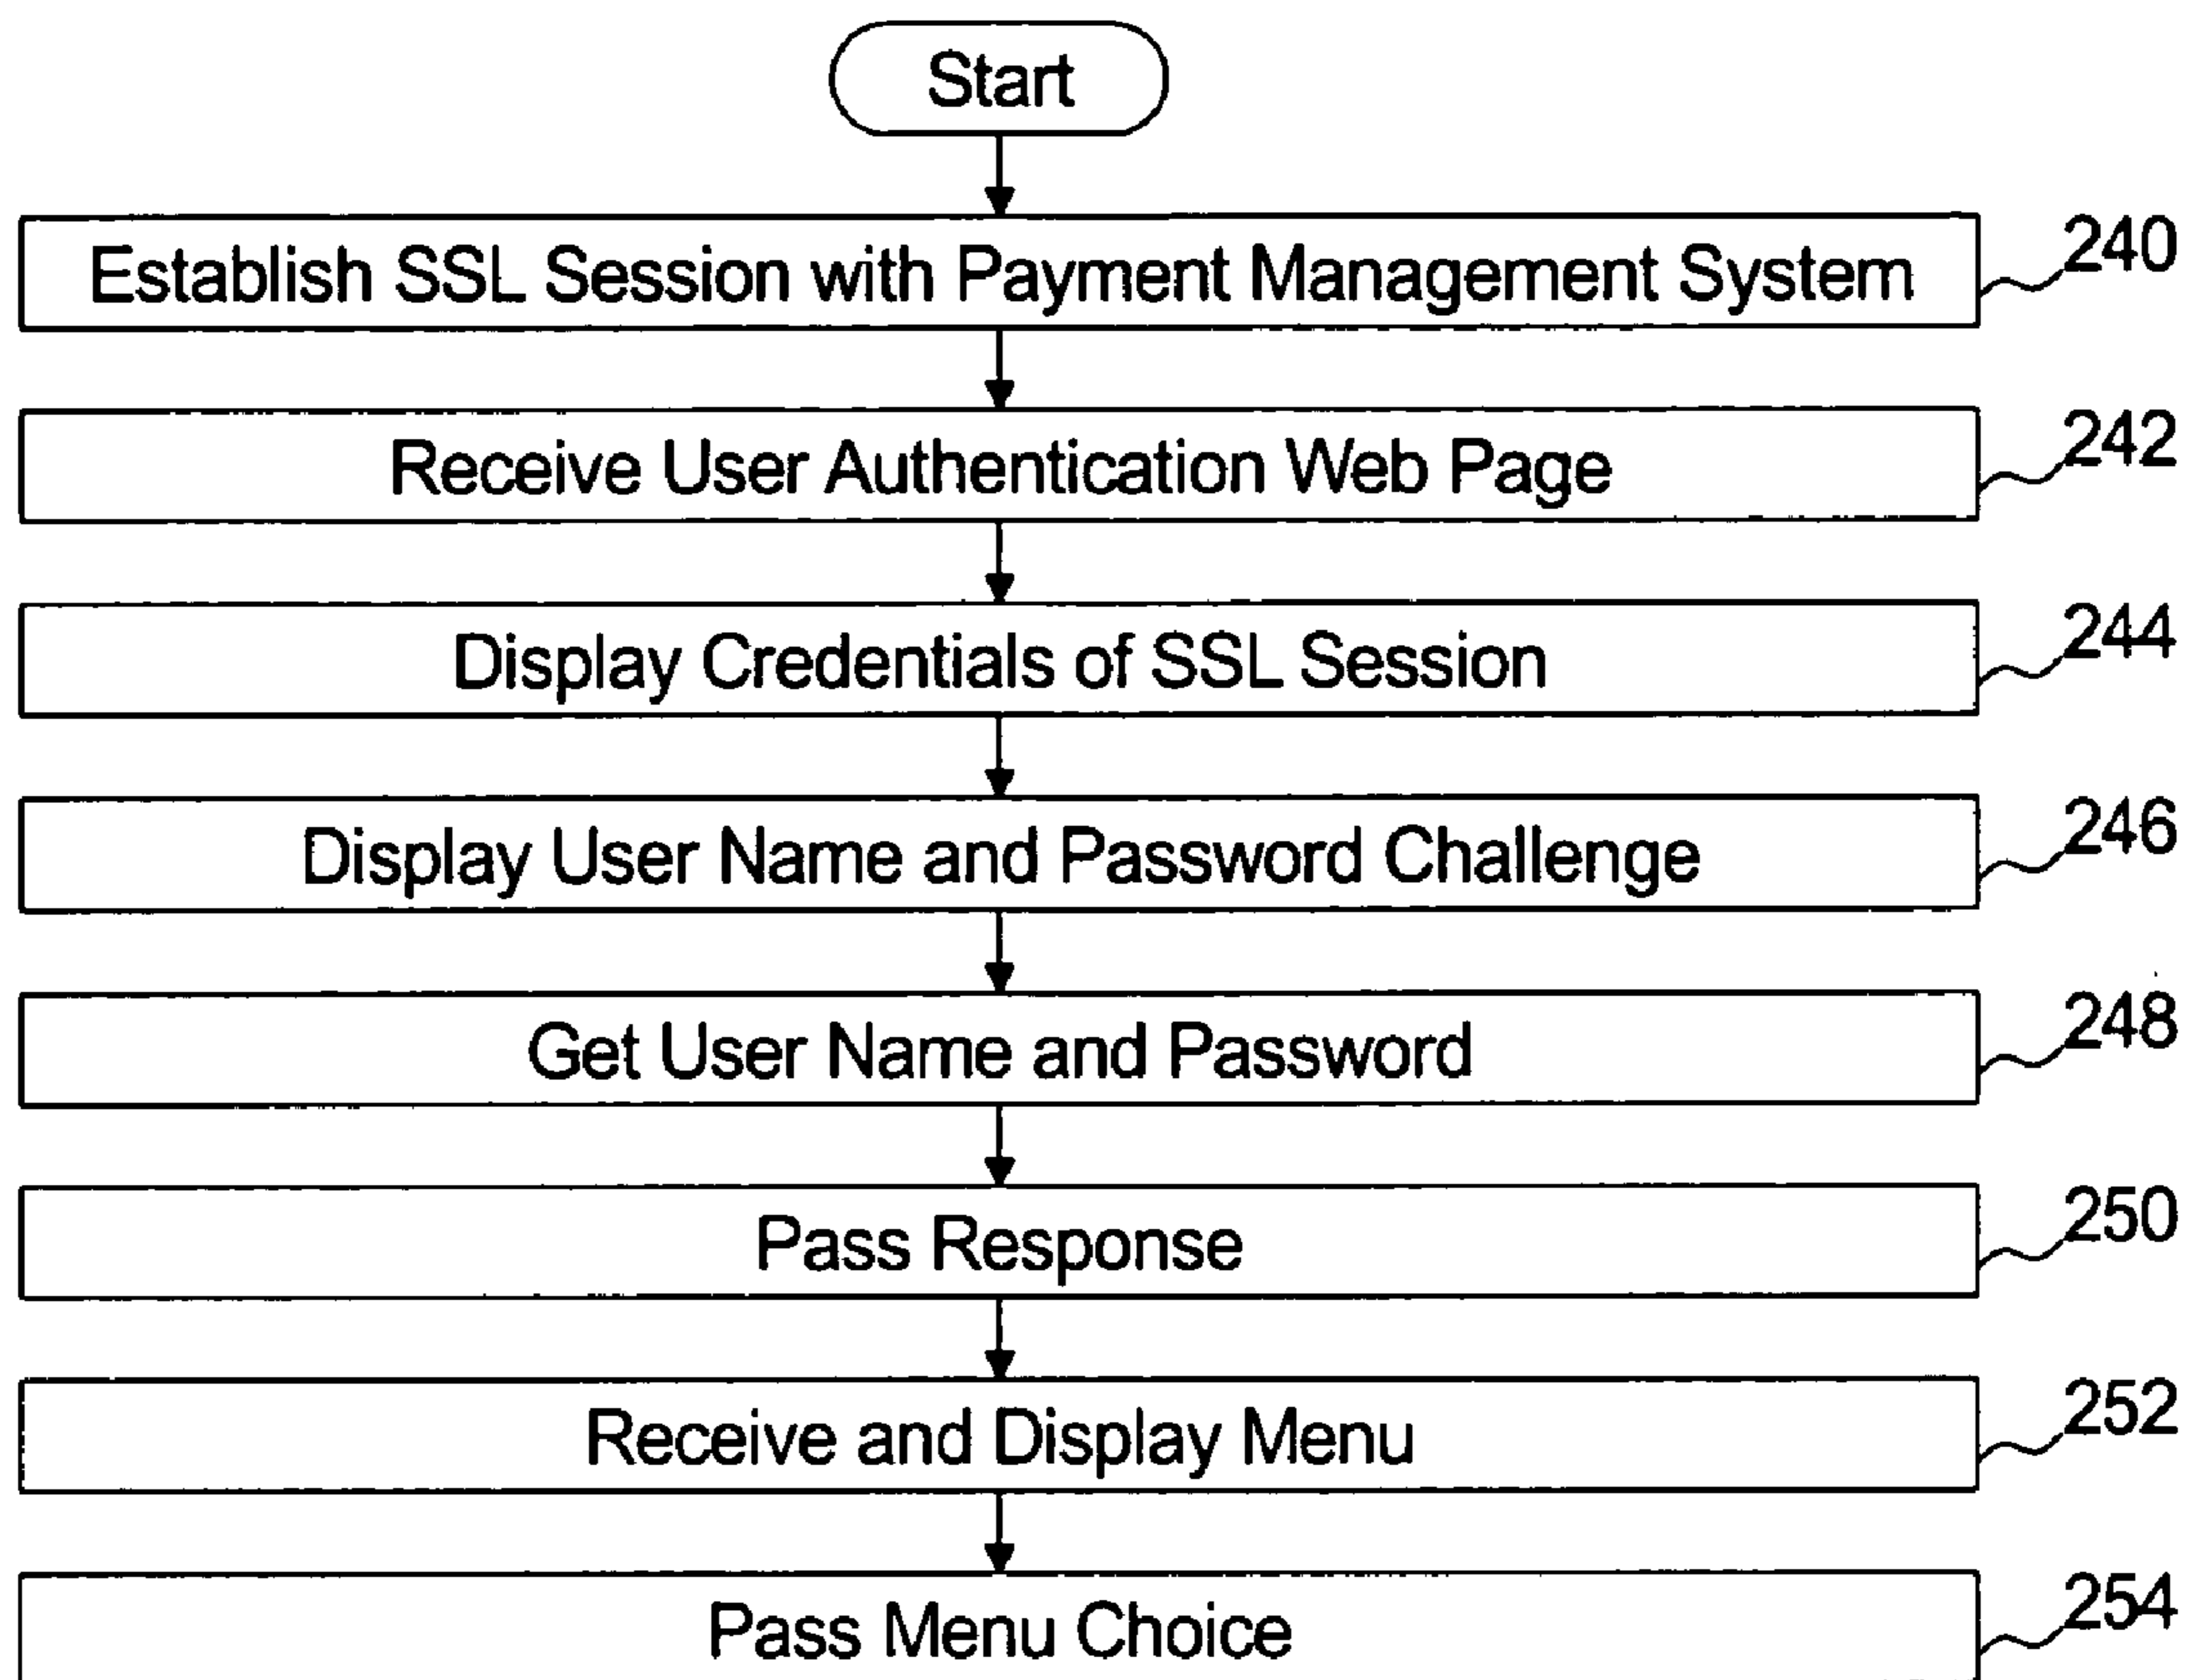 Start
Establish SSL Session with Payment Management System
240
Receive User Authentication Web Page
242
Display Credentials of SSL Session
244
Display User Name and Password Challenge
246
Get User Name and Password
248
Pass Response
250
Receive and Display Menu
252
Pass Menu Choice
254